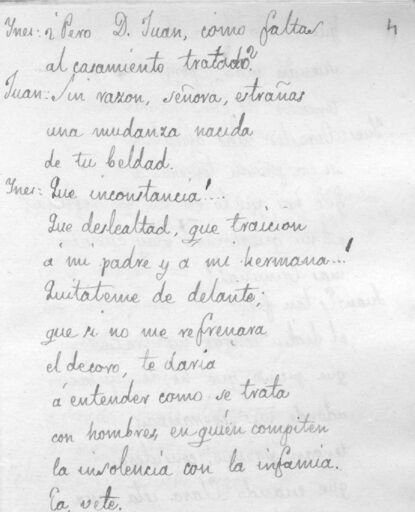 Ines: ¿Pero D. Juan, como faltas
al casamiento tratado?
Juan: Sin razon, señora, estrañas
una mudanza nacida
de tu beldad.
Ines: Que inconstancia!...
Que deslealtad, que traicion
á mi padre y a mi hermana...!
Quitateme de delante;
que si no me refrenara
el decoro, te daria
á entender como se trata
con hombres, en quién compiten
la insolencia con la infamia.
Ea, vete.
4